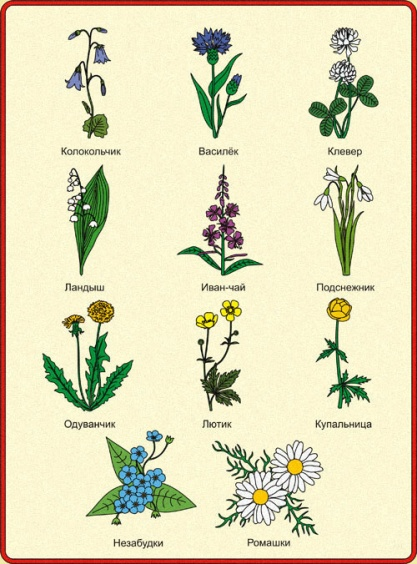 Колокольчик
Василёк
Клевер
Ландыш
Иван-чай
Подснежник
Одуванчик
Лютик
Купальница
Незабудки
Ромашки